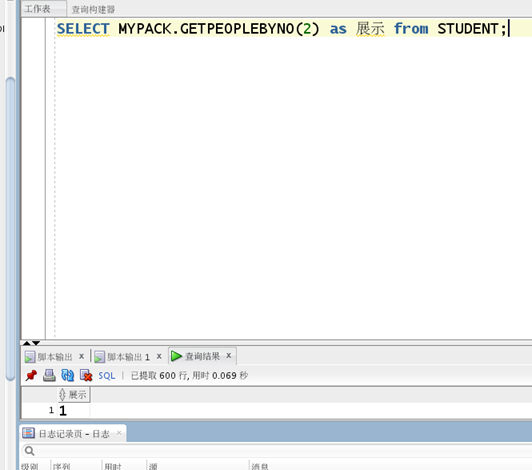 工作表 查询构建器
SELECT MYPACK.GETPEOPLEBYNO(2) as 展示 from STUDENT;
脚本输出 x 脚本输出 1 x 查询结果 x
SQL | 已提取 600 行, 用时 0.069 秒
展示
1 1
日志记录页 - 日志 ×
级别 序列 用时 源 消息